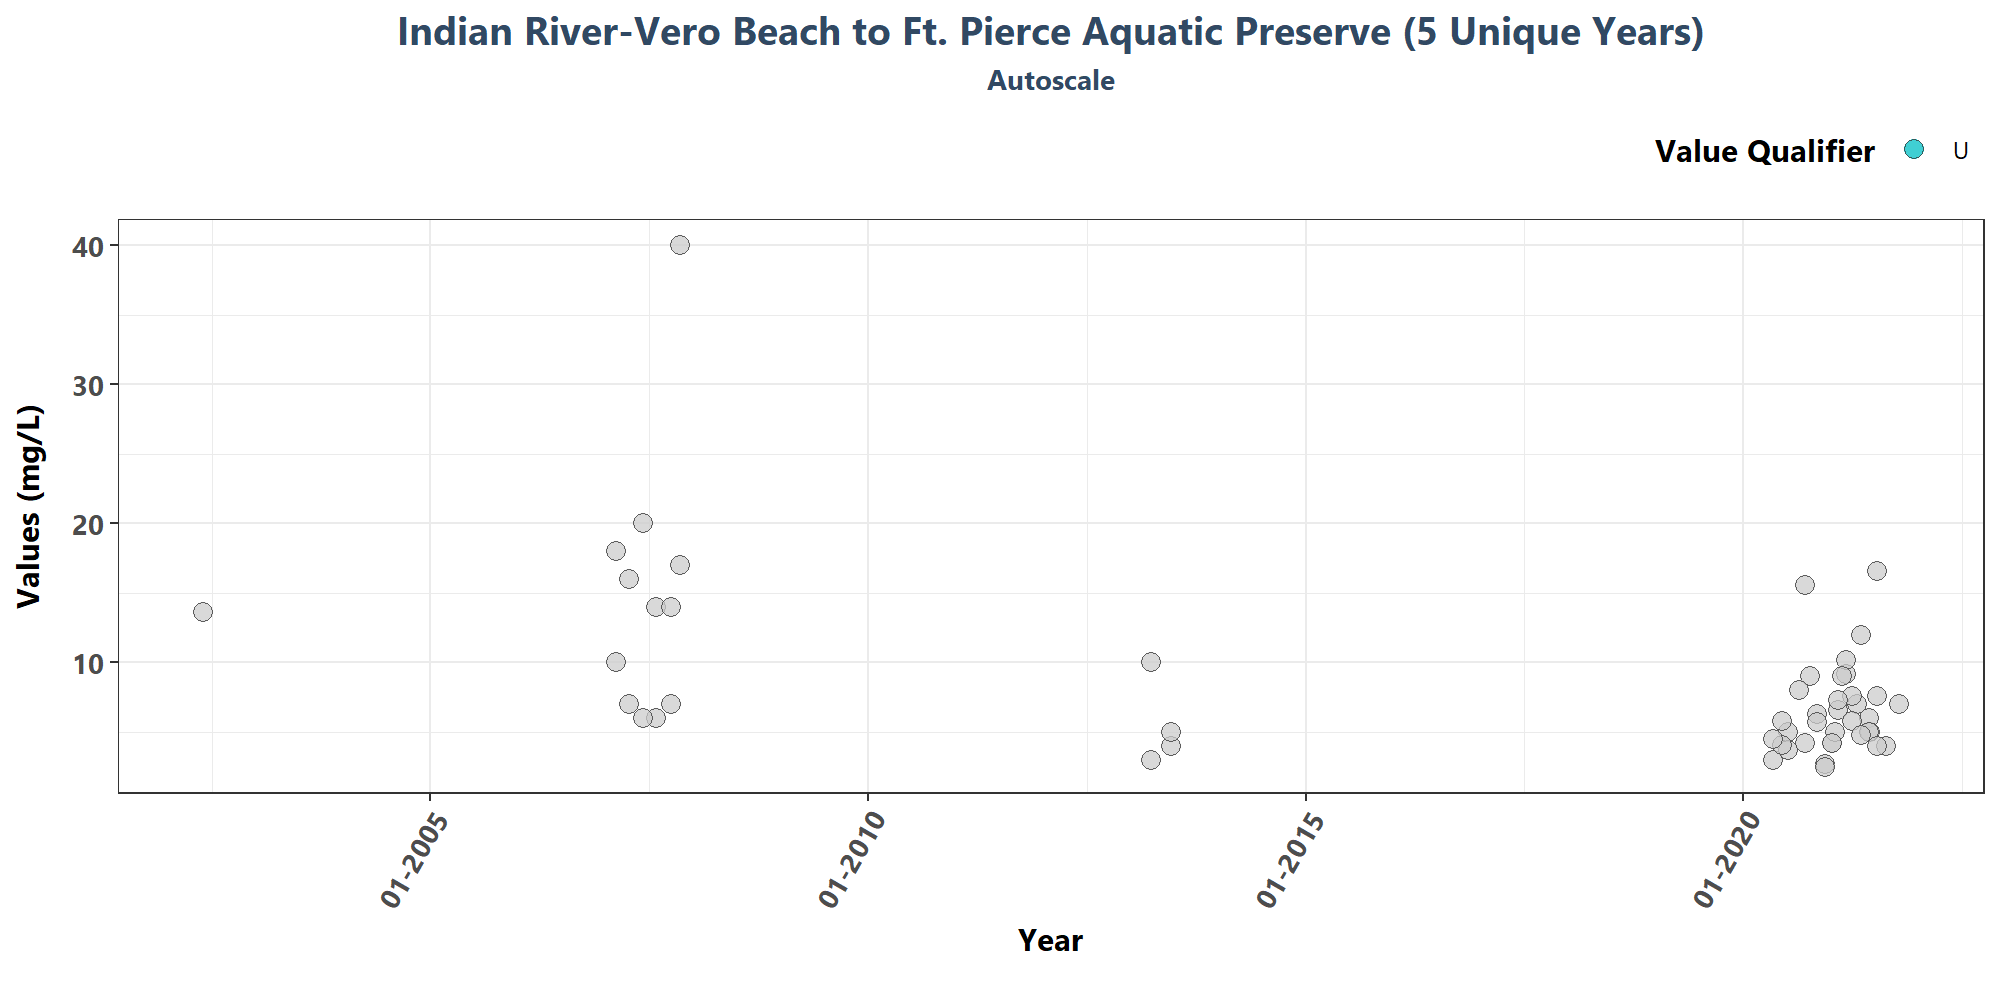 Indian River-Vero Beach to Ft. Pierce Aquatic Preserve (5 Unique Years)
Autoscale
Value Qualifier U
40
30
20
10
Values (mg/L)
01-2005 01-2010 01-2015 01-2020
Year